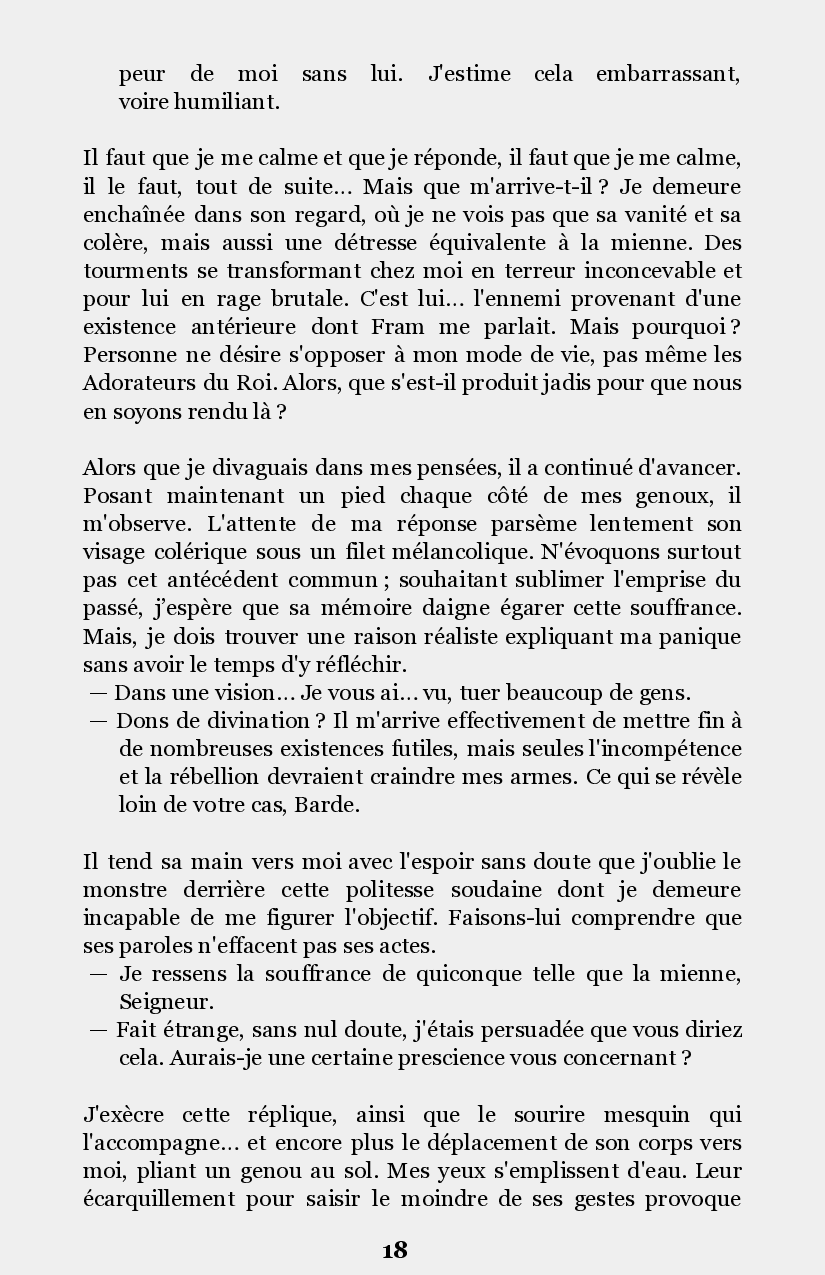 peur de moi sans lui. J'estime cela embarrassant,
voire humiliant.
Il faut que je me calme et que je réponde, il faut que je me calme,
il le faut, tout de suite... Mais que m'arrive-t-il ? Je demeure
enchaînée dans son regard, où je ne vois pas que sa vanité et sa
colère, mais aussi une détresse équivalente à la mienne. Des
tourments se transformant chez moi en terreur inconcevable et
pour lui en rage brutale. C'est lui... l'ennemi provenant d'une
existence antérieure dont Fram me parlait. Mais pourquoi ?
Personne ne désire s'opposer à mon mode de vie, pas même les
Adorateurs du Roi. Alors, que s'est-il produit jadis pour que nous
en soyons rendu là ?
Alors que je divaguais dans mes pensées, il a continué d'avancer.
Posant maintenant un pied chaque côté de mes genoux, il
m'observe. L'attente de ma réponse parsème lentement son
visage colérique sous un filet mélancolique. N'évoquons surtout
pas cet antécédent commun ; souhaitant sublimer l'emprise du
passé, j’espère que sa mémoire daigne égarer cette souffrance.
Mais, je dois trouver une raison réaliste expliquant ma panique
sans avoir le temps d'y réfléchir.
— Dans une vision... Je vous ai... vu, tuer beaucoup de gens.
— Dons de divination ? Il m'arrive effectivement de mettre fin à
de nombreuses existences futiles, mais seules l'incompétence
et la rébellion devraient craindre mes armes. Ce qui se révèle
loin de votre cas, Barde.
Il tend sa main vers moi avec l'espoir sans doute que j'oublie le
monstre derrière cette politesse soudaine dont je demeure
incapable de me figurer l'objectif. Faisons-lui comprendre que
ses paroles n'effacent pas ses actes.
— Je ressens la souffrance de quiconque telle que la mienne,
Seigneur.
— Fait étrange, sans nul doute, j'étais persuadée que vous diriez
cela. Aurais-je une certaine prescience vous concernant ?
J'exècre cette réplique, ainsi que le sourire mesquin qui
l'accompagne... et encore plus le déplacement de son corps vers
moi, pliant un genou au sol. Mes yeux s'emplissent d'eau. Leur
écarquillement pour saisir le moindre de ses gestes provoque
18